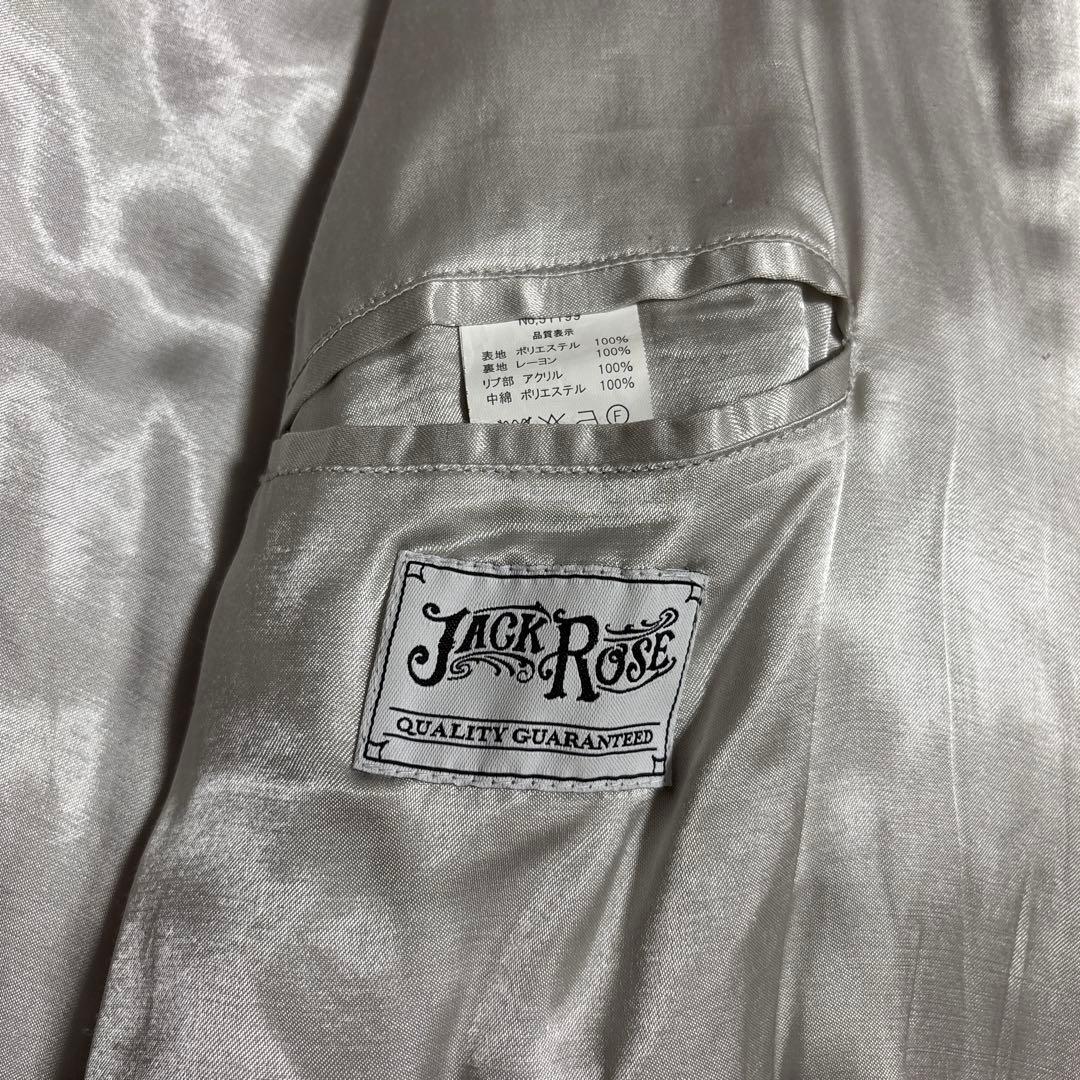 No,51199
品質表示
表地 ポリエステル 100%
裏地 レーヨン 100%
リブ部 アクリル 100%
中綿 ポリエステル 100%
F
JACK ROSE
QUALITY GUARANTEED